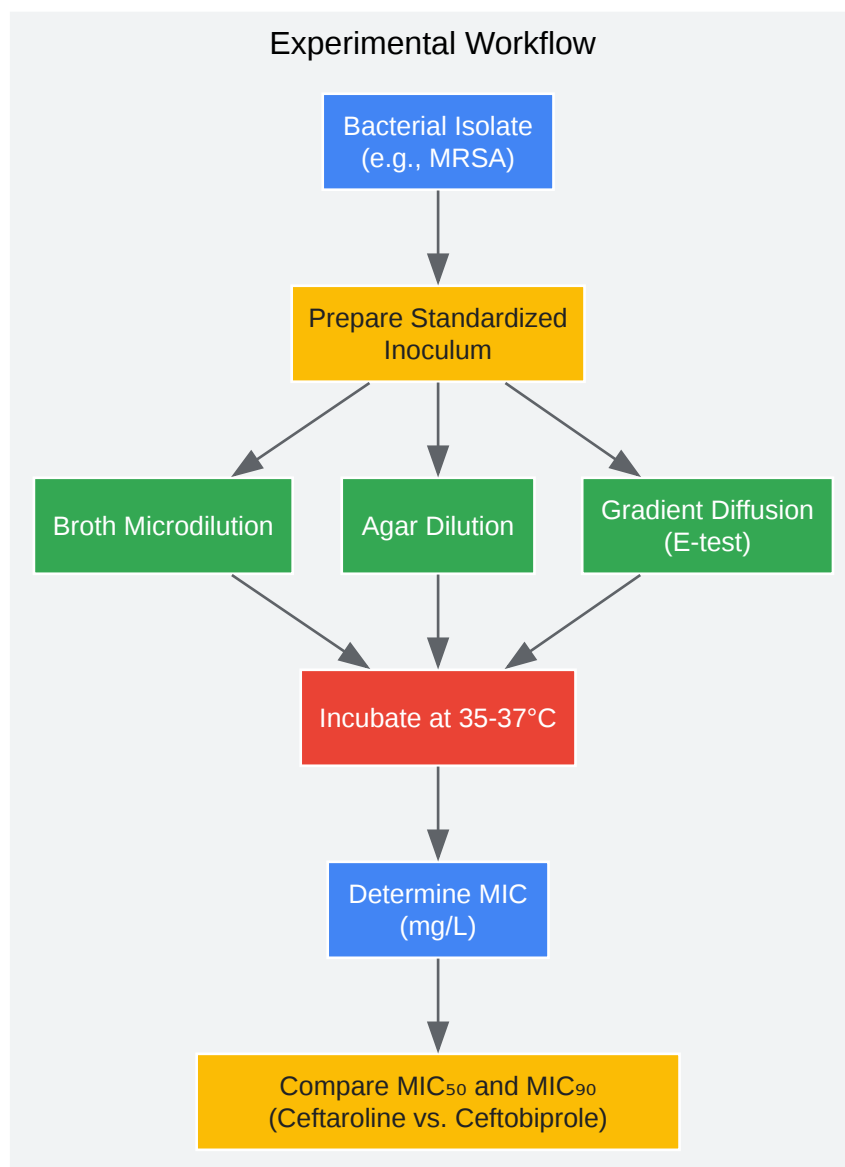 Experimental Workflow
Bacterial Isolate
(e.g., MRSA)
Prepare Standardized
Inoculum
Broth Microdilution
Agar Dilution
Gradient Diffusion
(E-test)
Incubate at 35-37°C
Determine MIC
(mg/L)
Compare MIC₅₀ and MIC₉₀
(Ceftaroline vs. Ceftobiprole)